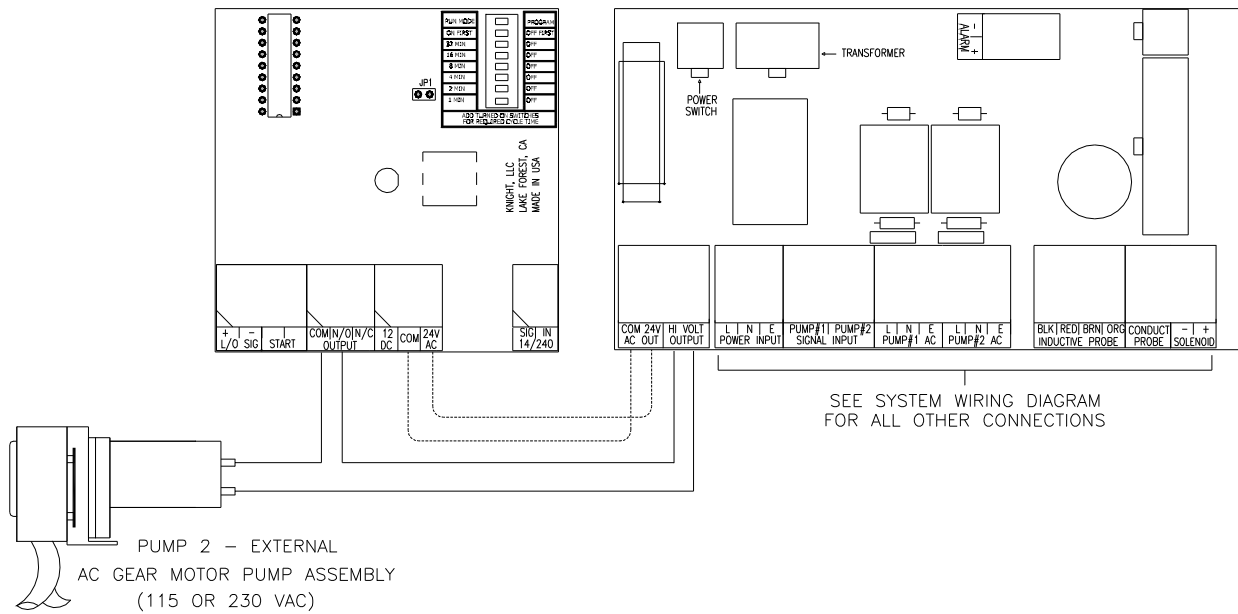 RUN MODE PROGRAM
ON FIRST OFF FIRST
32 MIN OFF
16 MIN OFF
8 MIN OFF
4 MIN OFF
2 MIN OFF
1 MIN OFF
ADD TURNED ON SWITCHES
FOR REQUIRED CYCLE TIME
JP1
KNIGHT, LLC
LAKE FOREST, CA
MADE IN USA
+ -
L/O SIG START
COM N/O N/C
OUTPUT
12
DC
COM
24V
AC
SIG IN
14/240
POWER
SWITCH
TRANSFORMER
- +
ALARM
COM 24V
AC OUT
HI VOLT
OUTPUT
L N E
POWER INPUT
PUMP#1 PUMP#2
SIGNAL INPUT
L N E
PUMP#1 AC
L N E
PUMP#2 AC
BLK RED BRN ORG
INDUCTIVE PROBE
CONDUCT
PROBE
- +
SOLENOID
SEE SYSTEM WIRING DIAGRAM
FOR ALL OTHER CONNECTIONS
PUMP 2 - EXTERNAL
AC GEAR MOTOR PUMP ASSEMBLY
(115 OR 230 VAC)